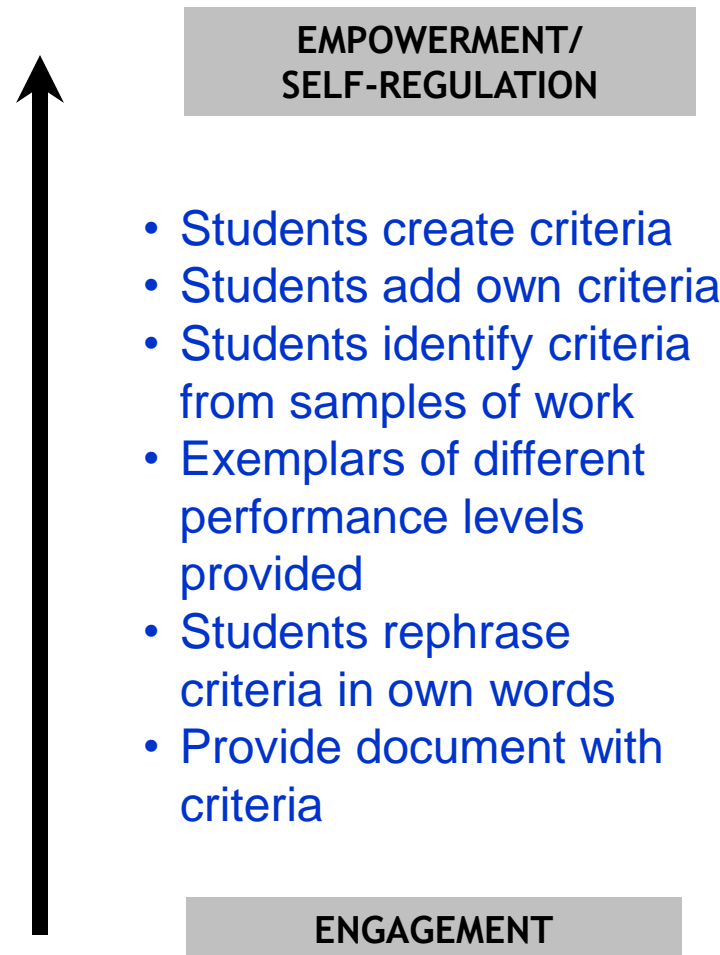 EMPOWERMENT/
SELF-REGULATION
• Students create criteria
• Students add own criteria
• Students identify criteria
from samples of work
• Exemplars of different
performance levels
provided
• Students rephrase
criteria in own words
• Provide document with
criteria
ENGAGEMENT